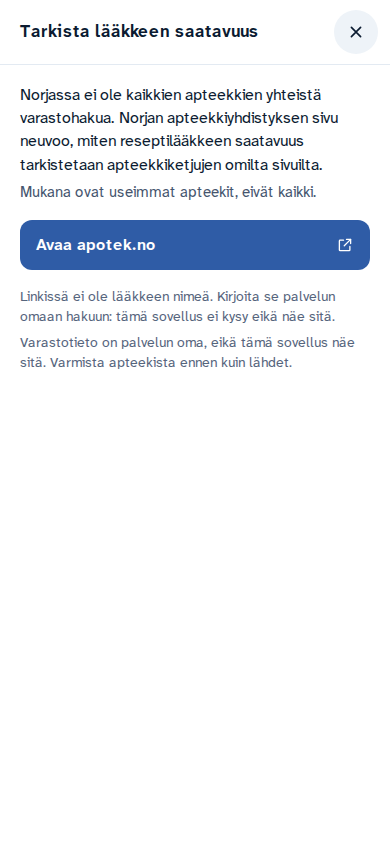 Tarkista lääkkeen saatavuus
Norjassa ei ole kaikkien apteekkien yhteistä
varastohakua. Norjan apteekkiyhdistyksen sivu
neuvoo, miten reseptilääkkeen saatavuus
tarkistetaan apteekkiketjujen omilta sivuilta.
Mukana ovat useimmat apteekit, eivät kaikki.
Avaa apotek.no
Linkissä ei ole lääkkeen nimeä. Kirjoita se palvelun
omaan hakuun: tämä sovellus ei kysy eikä näe sitä.
Varastotieto on palvelun oma, eikä tämä sovellus näe
sitä. Varmista apteekista ennen kuin lähdet.